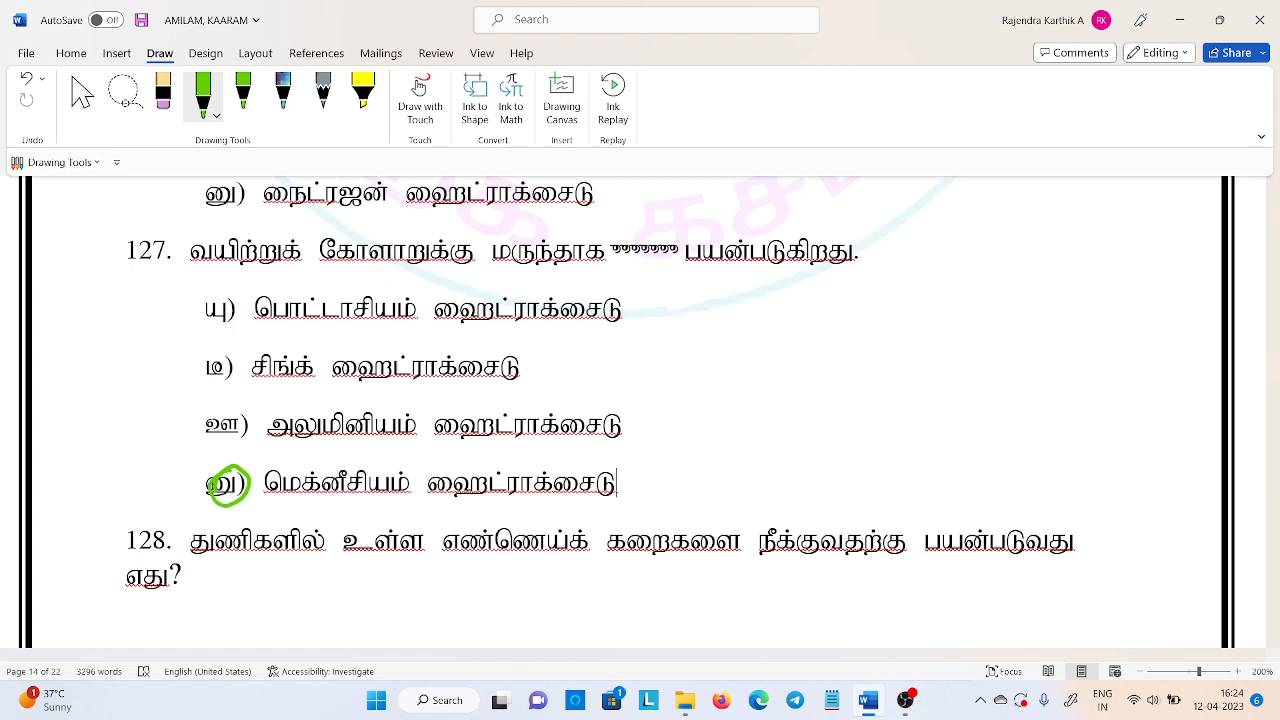 AutoSave Off AMILAM, KAARAM Search Rajendra Karthik A RK
File Home Insert Draw Design Layout References Mailings Review View Help Comments Editing Share
Draw with Touch Ink to Shape Ink to Math Drawing Canvas Ink Replay
Undo Drawing Tools Touch Convert Insert Replay
Drawing Tools
னு) நைட்ரஜன் ஹைட்ராக்சைடு
127. வயிற்றுக் கோளாறுக்கு மருந்தாக பயன்படுகிறது.
யு) பொட்டாசியம் ஹைட்ராக்சைடு
டீ) சிங்க் ஹைட்ராக்சைடு
ஊ) அலுமினியம் ஹைட்ராக்சைடு
னு) மெக்னீசியம் ஹைட்ராக்சைடு
128. துணிகளில் உள்ள எண்ணெய்க் கறைகளை நீக்குவதற்கு பயன்படுவது
எது?
Page 14 of 22 3296 words English (United States) Accessibility: Investigate Focus 200%
1 37°C Sunny Search 1 L ENG IN 16:24 12-04-2023 6